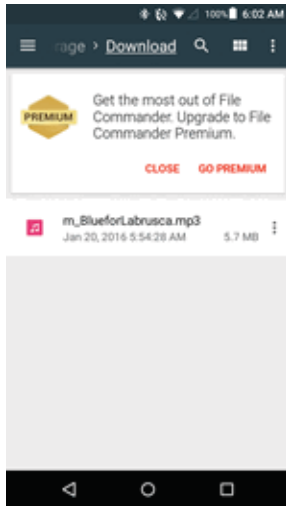 100% 6:02 AM
rage > Download
PREMIUM
Get the most out of File
Commander. Upgrade to File
Commander Premium.
CLOSE GO PREMIUM
m_BlueforLabrusca.mp3
Jan 20, 2016 5:54:28 AM 5.7 MB